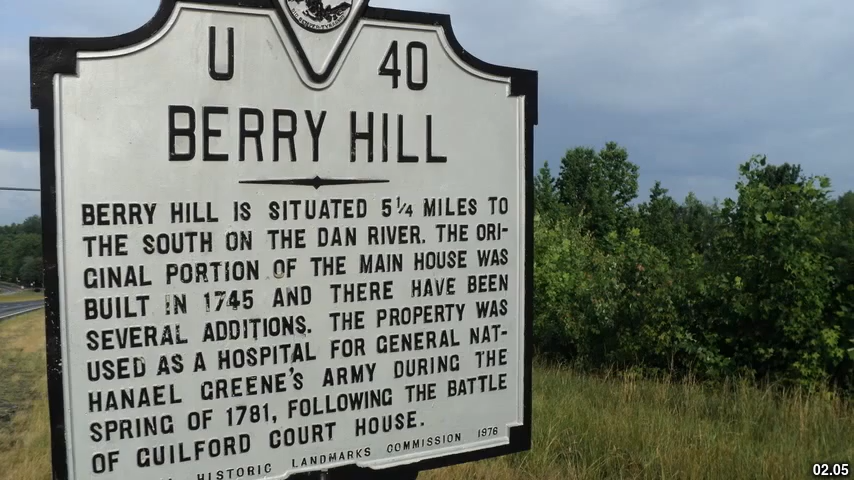 U 40
BERRY HILL
BERRY HILL IS SITUATED 5 1/4 MILES TO
THE SOUTH ON THE DAN RIVER. THE ORI-
GINAL PORTION OF THE MAIN HOUSE WAS
BUILT IN 1745 AND THERE HAVE BEEN
SEVERAL ADDITIONS. THE PROPERTY WAS
USED AS A HOSPITAL FOR GENERAL NAT-
HANAEL GREENE'S ARMY DURING THE
SPRING OF 1781, FOLLOWING THE BATTLE
OF GUILFORD COURT HOUSE.
HISTORIC LANDMARKS COMMISSION 1976
02.05